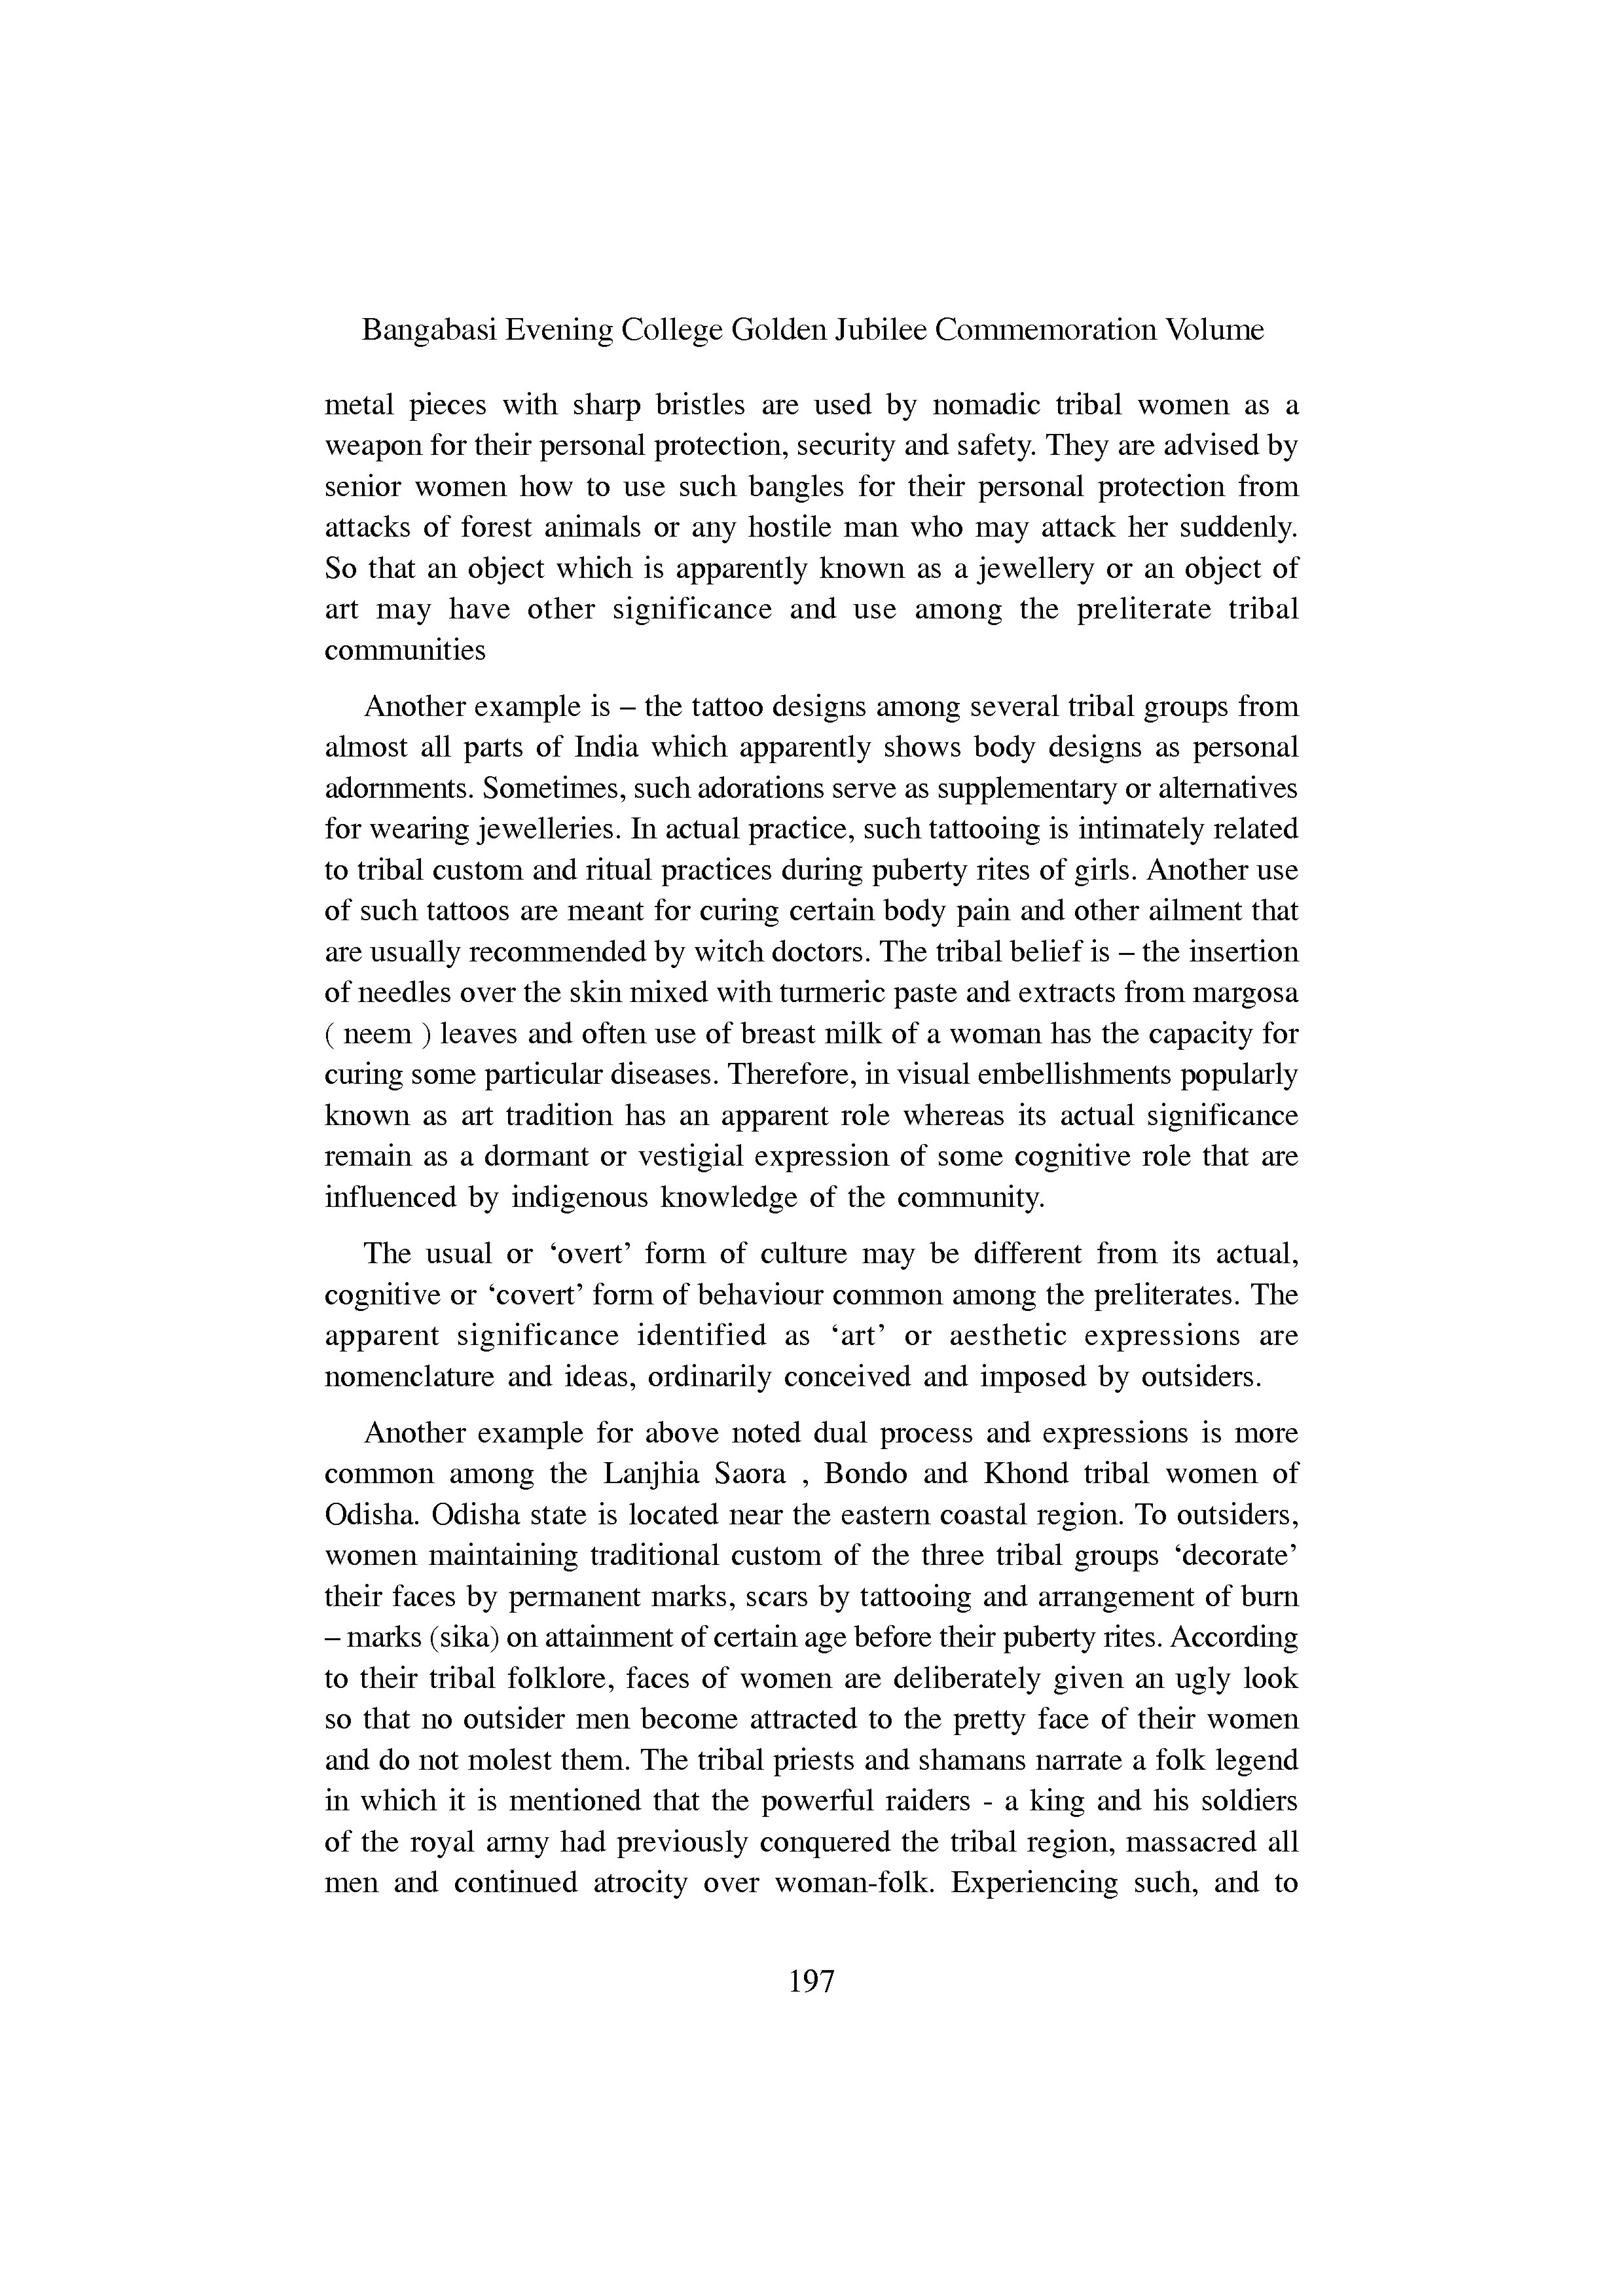 Bangabasi Evening College Golden Jubilee Commemoration Volume
metal pieces with sharp bristles are used by nomadic tribal women as a
weapon for their personal protection, security and safety. They are advised by
senior women how to use such bangles for their personal protection from
attacks of forest animals or any hostile man who may attack her suddenly.
So that an object which is apparently known as a jewellery or an object of
art may have other significance and use among the preliterate tribal
communities
Another example is – the tattoo designs among several tribal groups from
almost all parts of India which apparently shows body designs as personal
adornments. Sometimes, such adorations serve as supplementary or alternatives
for wearing jewelleries. In actual practice, such tattooing is intimately related
to tribal custom and ritual practices during puberty rites of girls. Another use
of such tattoos are meant for curing certain body pain and other ailment that
are usually recommended by witch doctors. The tribal belief is – the insertion
of needles over the skin mixed with turmeric paste and extracts from margosa
( neem ) leaves and often use of breast milk of a woman has the capacity for
curing some particular diseases. Therefore, in visual embellishments popularly
known as art tradition has an apparent role whereas its actual significance
remain as a dormant or vestigial expression of some cognitive role that are
influenced by indigenous knowledge of the community.
The usual or ‘overt’ form of culture may be different from its actual,
cognitive or ‘covert’ form of behaviour common among the preliterates. The
apparent significance identified as ‘art’ or aesthetic expressions are
nomenclature and ideas, ordinarily conceived and imposed by outsiders.
Another example for above noted dual process and expressions is more
common among the Lanjhia Saora , Bondo and Khond tribal women of
Odisha. Odisha state is located near the eastern coastal region. To outsiders,
women maintaining traditional custom of the three tribal groups ‘decorate’
their faces by permanent marks, scars by tattooing and arrangement of burn
– marks (sika) on attainment of certain age before their puberty rites. According
to their tribal folklore, faces of women are deliberately given an ugly look
so that no outsider men become attracted to the pretty face of their women
and do not molest them. The tribal priests and shamans narrate a folk legend
in which it is mentioned that the powerful raiders - a king and his soldiers
of the royal army had previously conquered the tribal region, massacred all
men and continued atrocity over woman-folk. Experiencing such, and to
197